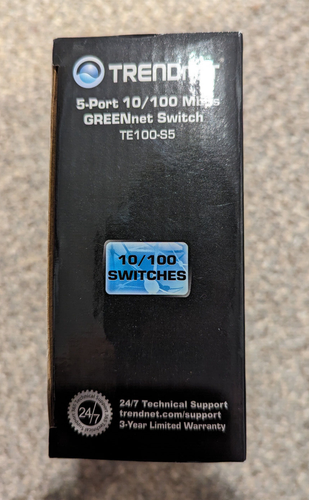 TRENDNET
5-Port 10/100 Mbps
GREENnet Switch
TE100-S5
10/100
SWITCHES
24/7
24/7 Technical Support
trendnet.com/support
3-Year Limited Warranty